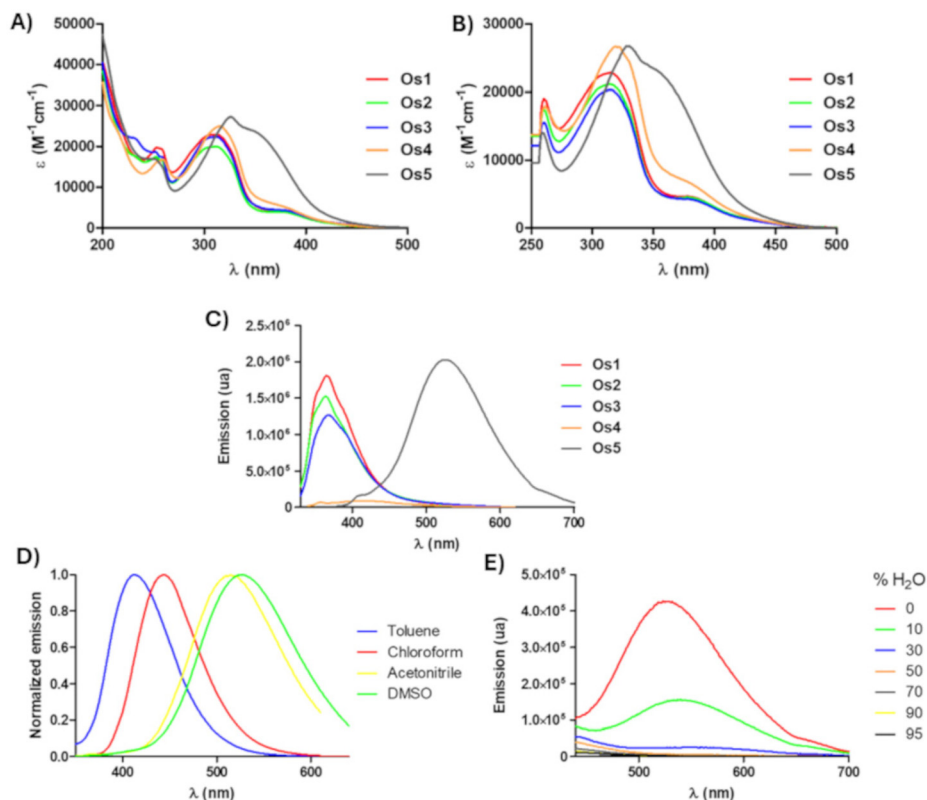 A)
50000
40000
30000
20000
10000
0
ε (M⁻¹cm⁻¹)
200 300 400 500
λ (nm)
Os1
Os2
Os3
Os4
Os5
B)
30000
20000
10000
0
ε (M⁻¹cm⁻¹)
250 300 350 400 450 500
λ (nm)
Os1
Os2
Os3
Os4
Os5
C)
2.5×10⁶
2.0×10⁶
1.5×10⁶
1.0×10⁶
5.0×10⁵
0
Emission (ua)
400 500 600 700
λ (nm)
Os1
Os2
Os3
Os4
Os5
D)
1.0
0.8
0.6
0.4
0.2
0.0
Normalized emission
400 500 600
λ (nm)
Toluene
Chloroform
Acetonitrile
DMSO
E)
5.0×10⁵
4.0×10⁵
3.0×10⁵
2.0×10⁵
1.0×10⁵
0
Emission (ua)
500 600 700
λ (nm)
% H₂O
0
10
30
50
70
90
95